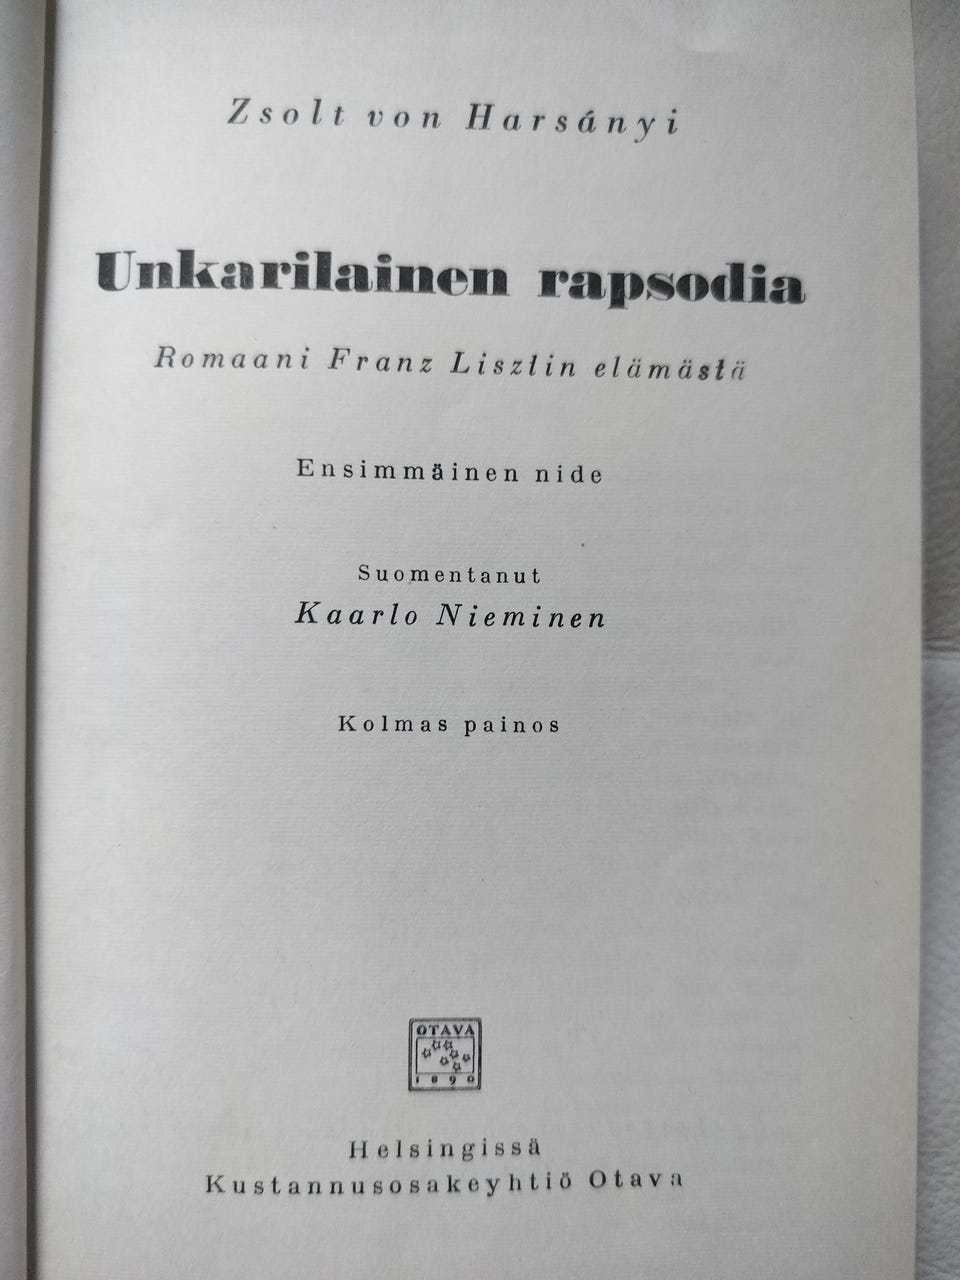 Zsolt von Harsányi
Unkarilainen rapsodia
Romaani Franz Lisztin elämästä
Ensimmäinen nide
Suomentanut
Kaarlo Nieminen
Kolmas painos
OTAVA
1890
Helsingissä
Kustannusosakeyhtiö Otava